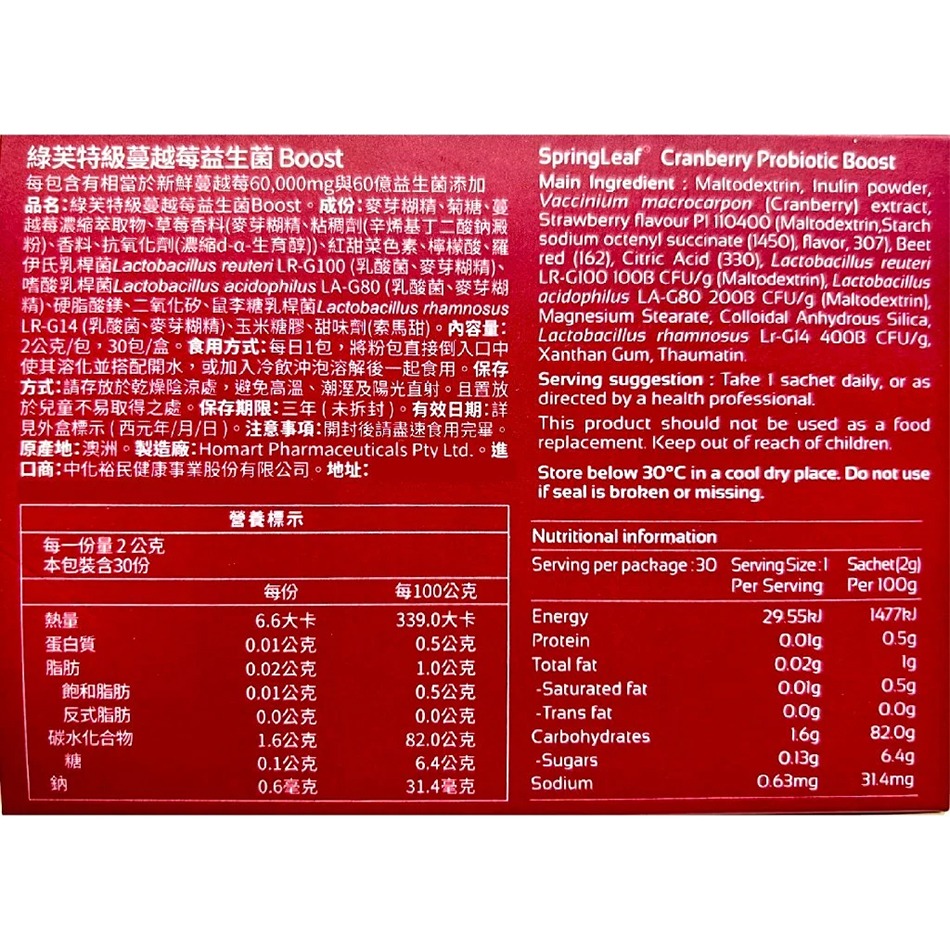 綠芙特級蔓越莓益生菌 Boost
每包含有相當於新鮮蔓越莓60,000mg與60億益生菌添加
品名:綠芙特級蔓越莓益生菌Boost。成份:麥芽糊精、菊糖、蔓
越莓濃縮萃取物、草莓香料(麥芽糊精、粘稠劑(辛烯基丁二酸鈉澱
粉)、香料、抗氧化劑(濃縮d-α-生育醇))、紅甜菜色素、檸檬酸、羅
伊氏乳桿菌Lactobacillus reuteri LR-G100 (乳酸菌、麥芽糊精)、
嗜酸乳桿菌Lactobacillus acidophilus LA-G80 (乳酸菌、麥芽糊
精)、硬脂酸鎂、二氧化矽、鼠李糖乳桿菌Lactobacillus rhamnosus
LR-G14 (乳酸菌、麥芽糊精)、玉米糖膠、甜味劑(索馬甜)。內容量:
2公克/包，30包/盒。食用方式:每日1包，將粉包直接倒入口中
使其溶化並搭配開水，或加入冷飲沖泡溶解後一起食用。保存
方式:請存放於乾燥陰涼處，避免高溫、潮溼及陽光直射。且置放
於兒童不易取得之處。保存期限:三年 ( 未拆封 )。有效日期:詳
見外盒標示 ( 西元年/月/日 )。注意事項:開封後請盡速食用完畢。
原產地:澳洲。製造廠:Homart Pharmaceuticals Pty Ltd.。進
口商:中化裕民健康事業股份有限公司。地址:
營養標示
每一份量 2 公克
本包裝含30份
每份 每100公克
熱量 6.6大卡 339.0大卡
蛋白質 0.01公克 0.5公克
脂肪 0.02公克 1.0公克
飽和脂肪 0.01公克 0.5公克
反式脂肪 0.0公克 0.0公克
碳水化合物 1.6公克 82.0公克
糖 0.1公克 6.4公克
鈉 0.6毫克 31.4毫克
SpringLeaf® Cranberry Probiotic Boost
Main Ingredient : Maltodextrin, Inulin powder,
Vaccinium macrocarpon (Cranberry) extract,
Strawberry flavour PI 110400 (Maltodextrin,Starch
sodium octenyl succinate (1450), flavor, 307), Beet
red (162), Citric Acid (330), Lactobacillus reuteri
LR-G100 100B CFU/g (Maltodextrin), Lactobacillus
acidophilus LA-G80 200B CFU/g (Maltodextrin),
Magnesium Stearate, Colloidal Anhydrous Silica,
Lactobacillus rhamnosus Lr-G14 400B CFU/g,
Xanthan Gum, Thaumatin.
Serving suggestion : Take 1 sachet daily, or as
directed by a health professional.
This product should not be used as a food
replacement. Keep out of reach of children.
Store below 30°C in a cool dry place. Do not use
if seal is broken or missing.
Nutritional information
Serving per package :30 Serving Size:1 Sachet(2g)
Per Serving Per 100g
Energy 29.55kJ 1477kJ
Protein 0.01g 0.5g
Total fat 0.02g 1g
-Saturated fat 0.01g 0.5g
-Trans fat 0.0g 0.0g
Carbohydrates 1.6g 82.0g
-Sugars 0.13g 6.4g
Sodium 0.63mg 31.4mg